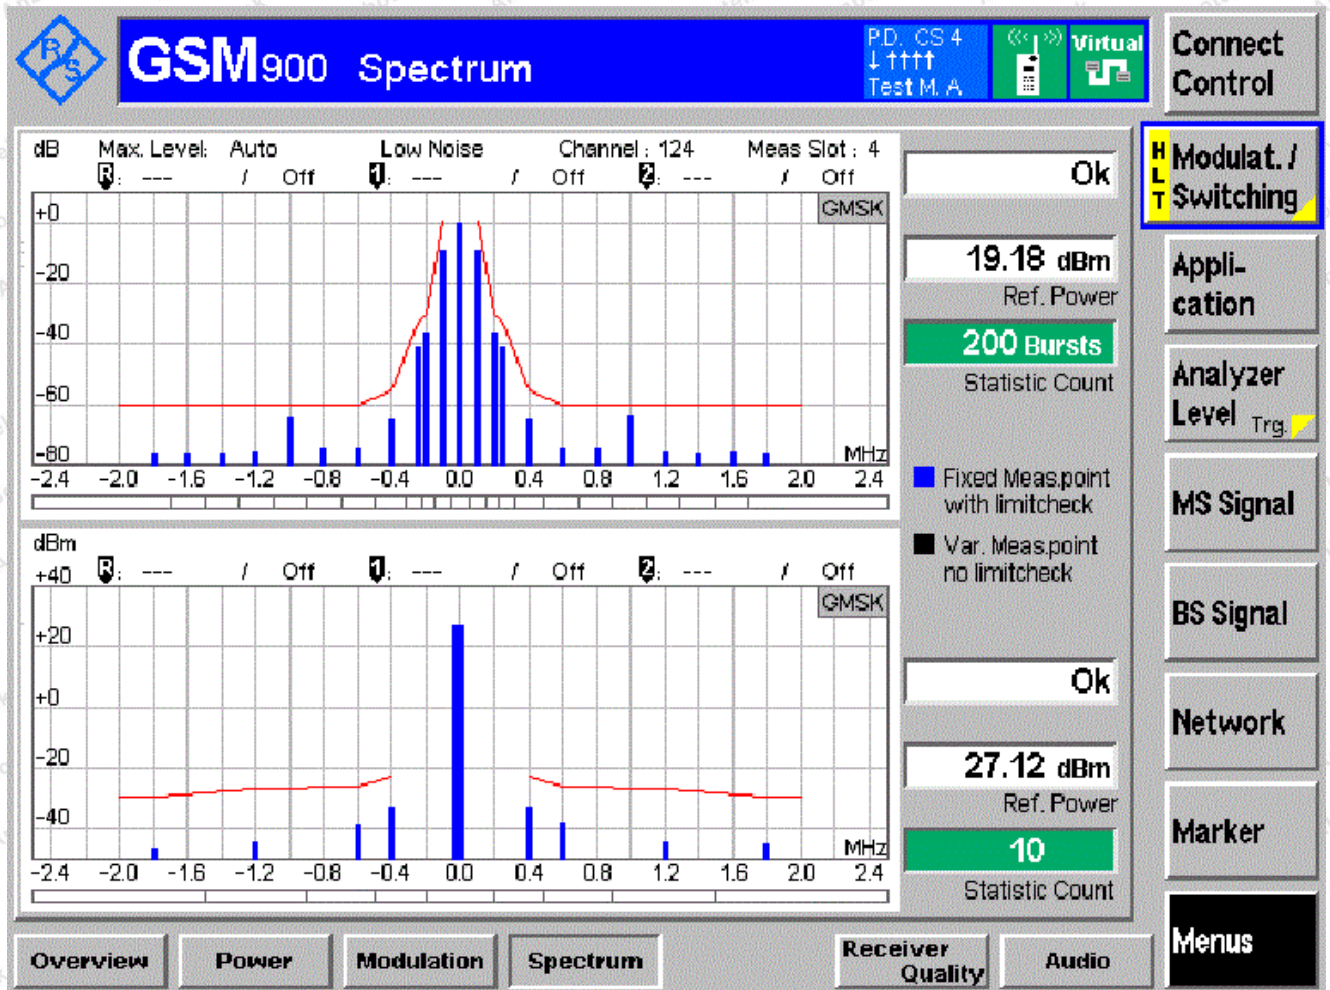 R S
GSM900 Spectrum
P.D. CS 4
↓↑↑↑↑
Test M. A
Virtual
Connect
Control
dB Max. Level: Auto Low Noise Channel : 124 Meas Slot : 4
R: --- / Off 1: --- / Off 2: --- / Off
GMSK
+0
-20
-40
-60
-80
MHz
-2.4 -2.0 -1.6 -1.2 -0.8 -0.4 0.0 0.4 0.8 1.2 1.6 2.0 2.4
Ok
19.18 dBm
Ref. Power
200 Bursts
Statistic Count
Fixed Meas.point
with limitcheck
Var. Meas.point
no limitcheck
dBm
+40 R: --- / Off 1: --- / Off 2: --- / Off
GMSK
+20
+0
-20
-40
MHz
-2.4 -2.0 -1.6 -1.2 -0.8 -0.4 0.0 0.4 0.8 1.2 1.6 2.0 2.4
Ok
27.12 dBm
Ref. Power
10
Statistic Count
HLT
Modulat. /
Switching
Appli-
cation
Analyzer
Level Trg.
MS Signal
BS Signal
Network
Marker
Menus
Overview Power Modulation Spectrum Receiver
Quality Audio